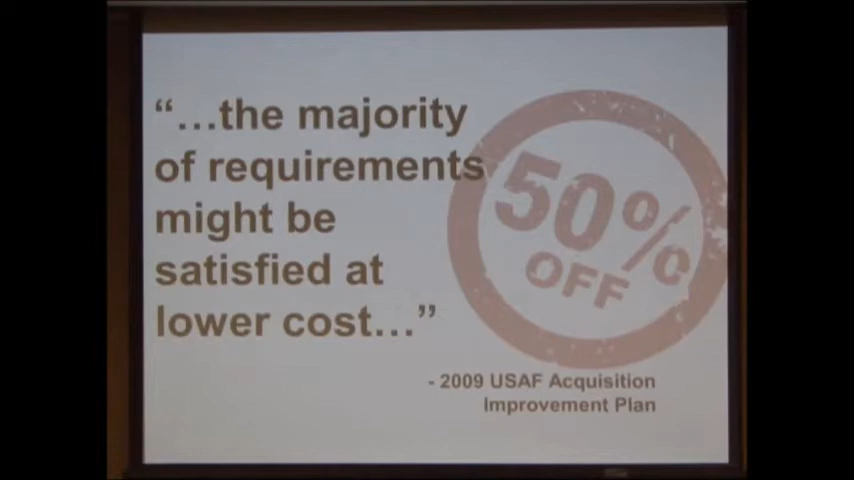 “...the majority
of requirements
might be
satisfied at
lower cost...”
50%
OFF
- 2009 USAF Acquisition
Improvement Plan